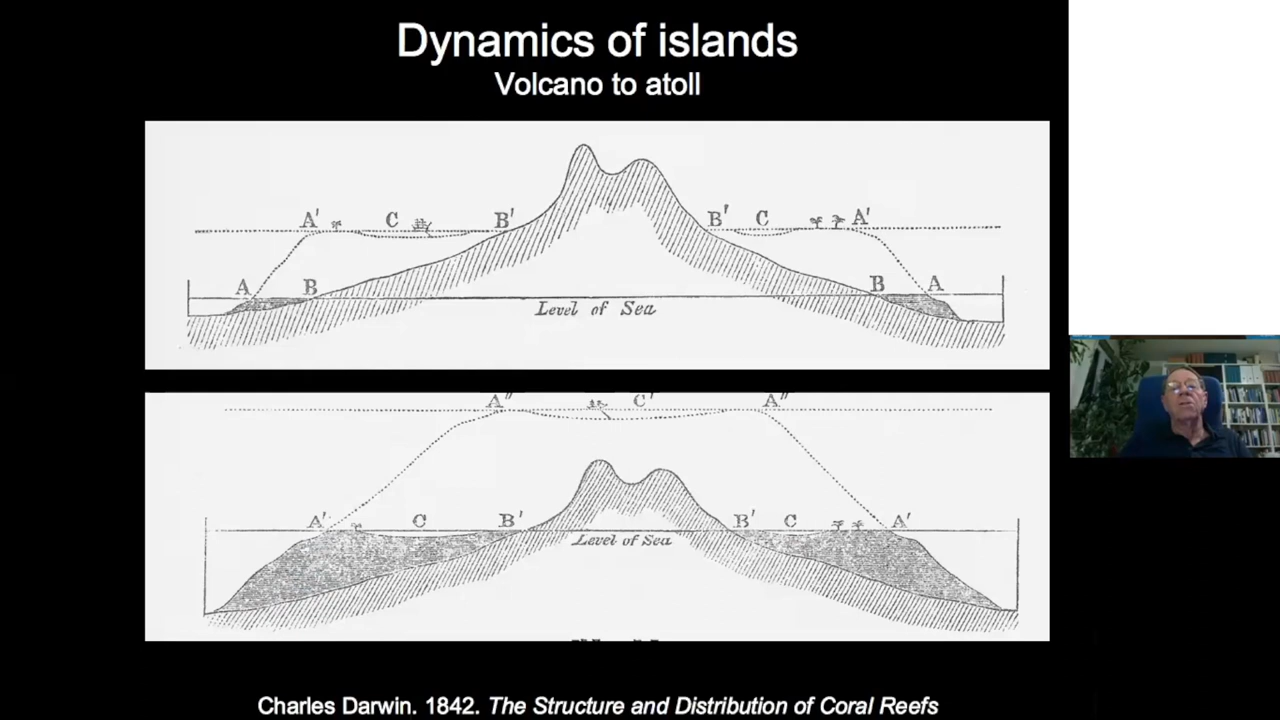 Dynamics of islands
Volcano to atoll
A' C B' B' C A'
A B B A
Level of Sea
A" C' A"
A' C B' B' C A'
Level of Sea
Charles Darwin. 1842. The Structure and Distribution of Coral Reefs